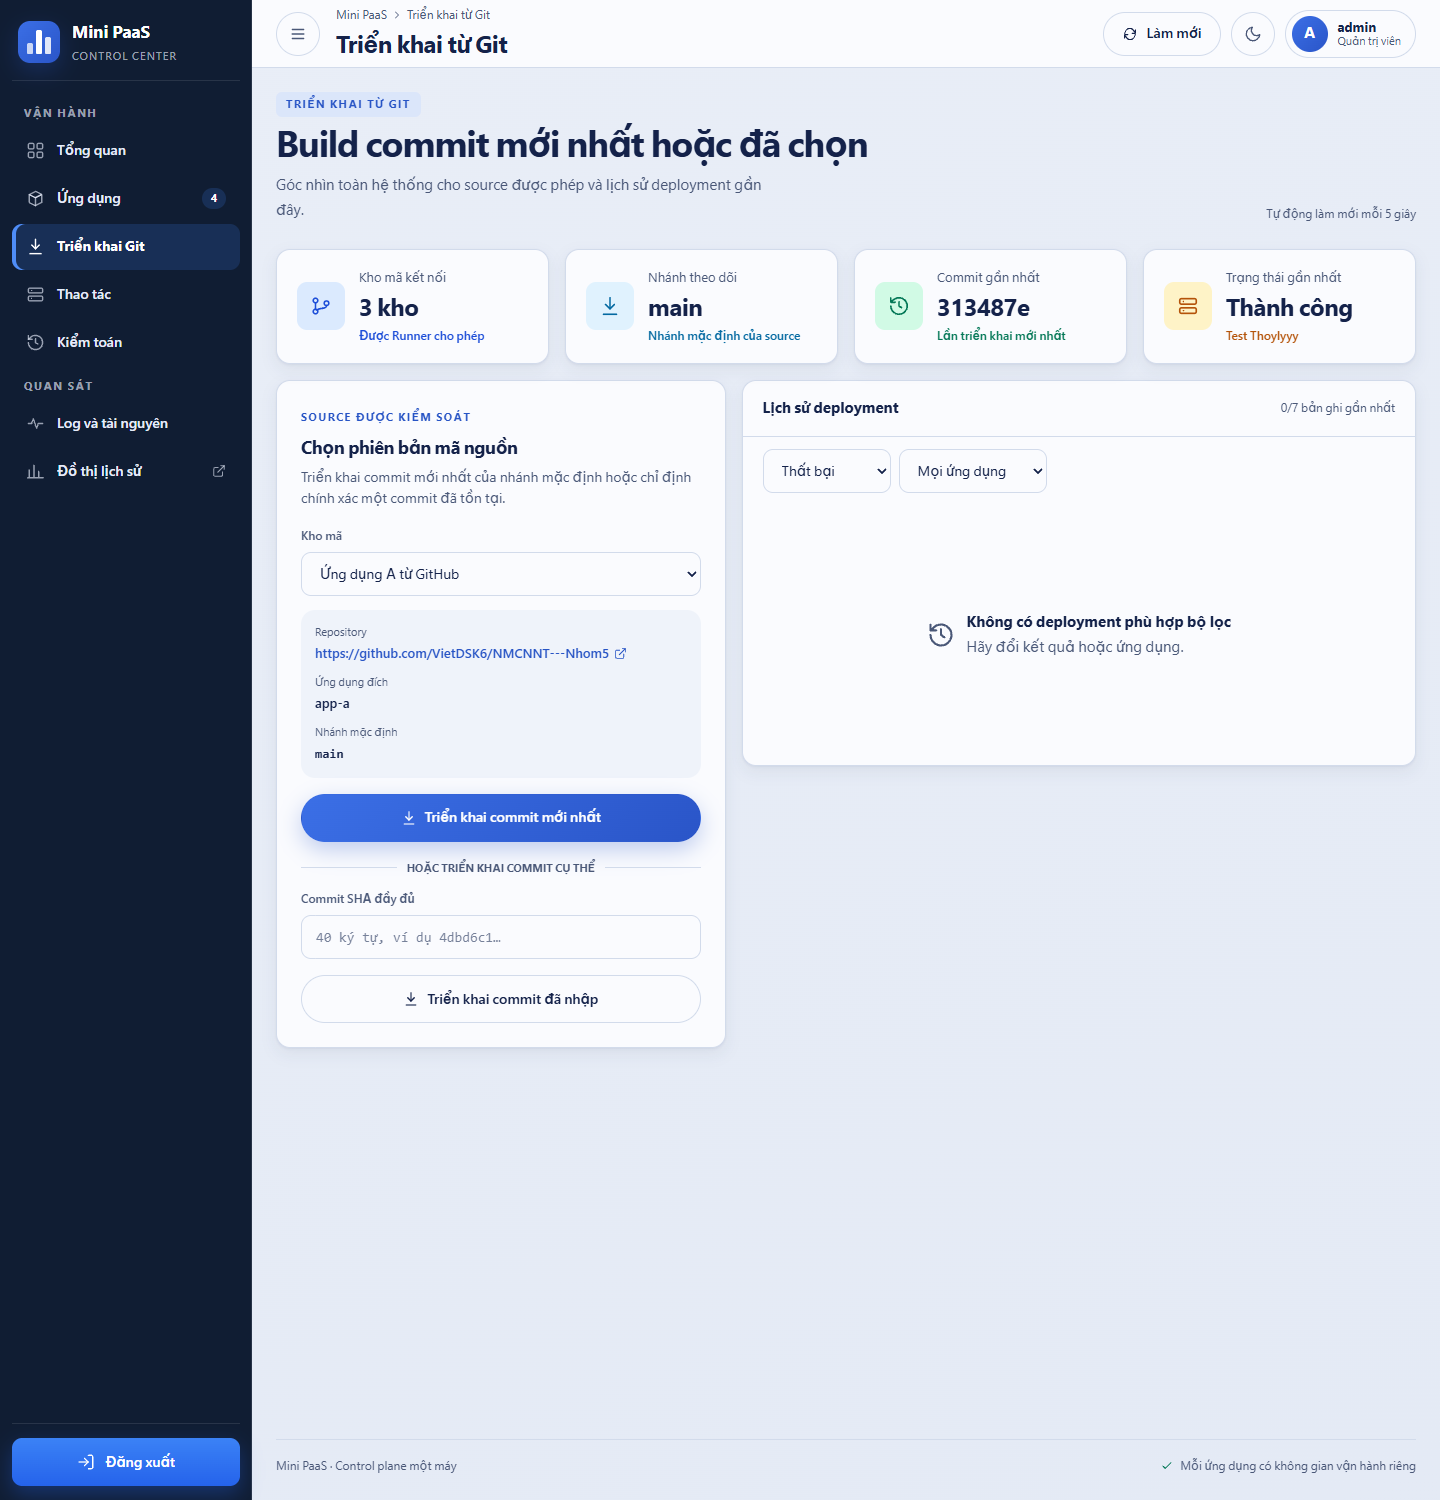 Mini PaaS
CONTROL CENTER
VẬN HÀNH
Tổng quan
Ứng dụng 4
Triển khai Git
Thao tác
Kiểm toán
QUAN SÁT
Log và tài nguyên
Đồ thị lịch sử
Đăng xuất
Mini PaaS > Triển khai từ Git
Triển khai từ Git
Làm mới
A
admin
Quản trị viên
TRIỂN KHAI TỪ GIT
Build commit mới nhất hoặc đã chọn
Góc nhìn toàn hệ thống cho source được phép và lịch sử deployment gần
đây.
Tự động làm mới mỗi 5 giây
Kho mã kết nối
3 kho
Được Runner cho phép
Nhánh theo dõi
main
Nhánh mặc định của source
Commit gần nhất
313487e
Lần triển khai mới nhất
Trạng thái gần nhất
Thành công
Test Thoylyyy
SOURCE ĐƯỢC KIỂM SOÁT
Chọn phiên bản mã nguồn
Triển khai commit mới nhất của nhánh mặc định hoặc chỉ định
chính xác một commit đã tồn tại.
Kho mã
Ứng dụng A từ GitHub
Repository
https://github.com/VietDSK6/NMCNNT---Nhom5
Ứng dụng đích
app-a
Nhánh mặc định
main
Triển khai commit mới nhất
HOẶC TRIỂN KHAI COMMIT CỤ THỂ
Commit SHA đầy đủ
40 ký tự, ví dụ 4dbd6c1…
Triển khai commit đã nhập
Lịch sử deployment
0/7 bản ghi gần nhất
Thất bại
Mọi ứng dụng
Không có deployment phù hợp bộ lọc
Hãy đổi kết quả hoặc ứng dụng.
Mini PaaS · Control plane một máy
Mỗi ứng dụng có không gian vận hành riêng